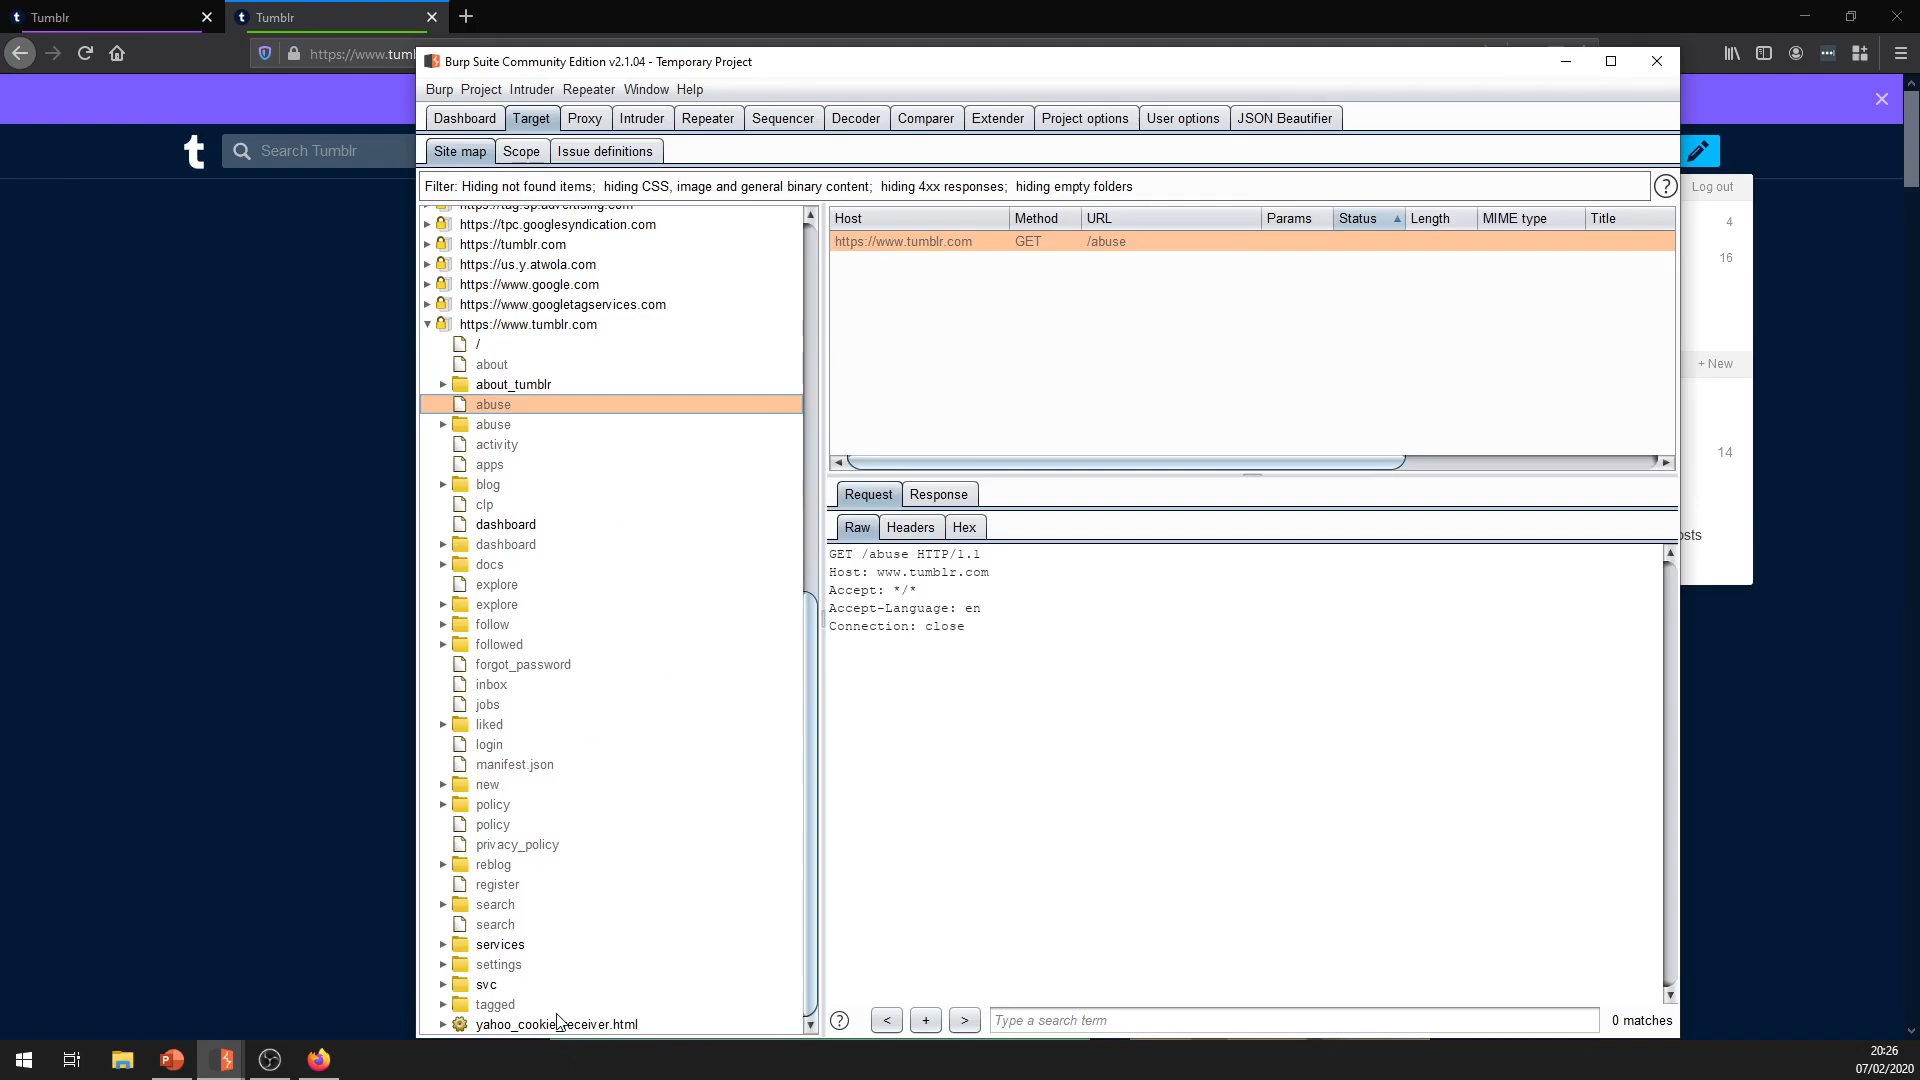 Tumblr
Tumblr
https://www.tuml
Burp Suite Community Edition v2.1.04 - Temporary Project
Burp Project Intruder Repeater Window Help
Dashboard Target Proxy Intruder Repeater Sequencer Decoder Comparer Extender Project options User options JSON Beautifier
Search Tumblr
Site map Scope Issue definitions
Filter: Hiding not found items; hiding CSS, image and general binary content; hiding 4xx responses; hiding empty folders
Log out
4
16
+ New
14
osts
https://tag.sp.advertising.com
https://tpc.googlesyndication.com
https://tumblr.com
https://us.y.atwola.com
https://www.google.com
https://www.googletagservices.com
https://www.tumblr.com
/
about
about_tumblr
abuse
abuse
activity
apps
blog
clp
dashboard
dashboard
docs
explore
explore
follow
followed
forgot_password
inbox
jobs
liked
login
manifest.json
new
policy
policy
privacy_policy
reblog
register
search
search
services
settings
svc
tagged
yahoo_cookie_receiver.html
Host Method URL Params Status Length MIME type Title
https://www.tumblr.com GET /abuse
Request Response
Raw Headers Hex
GET /abuse HTTP/1.1
Host: www.tumblr.com
Accept: */*
Accept-Language: en
Connection: close
? < + > Type a search term 0 matches
20:26
07/02/2020